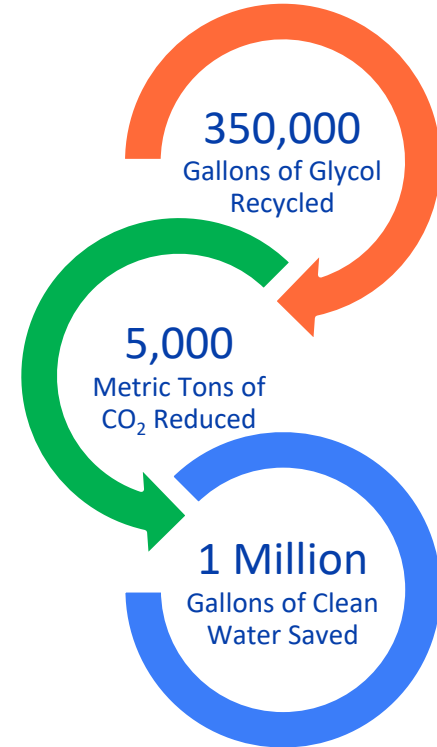 350,000
Gallons of Glycol
Recycled
5,000
Metric Tons of
CO₂ Reduced
1 Million
Gallons of Clean
Water Saved